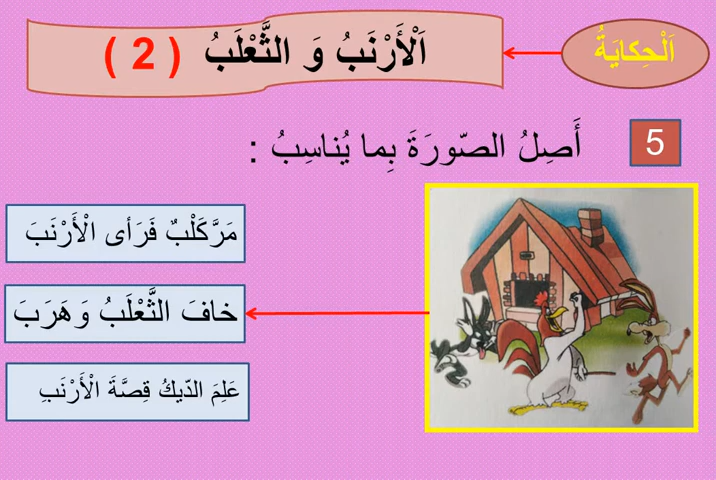 اَلْحِكايَةُ
اَلْأَرْنَبُ وَ الثَّعْلَبُ ( 2 )
5
أَصِلُ الصّورَةَ بِما يُناسِبُ :
مَرَّكَلْبٌ فَرَأى الْأَرْنَبَ
خافَ الثَّعْلَبُ وَ هَرَبَ
عَلِمَ الدّيكُ قِصَّةَ الْأَرْنَبِ